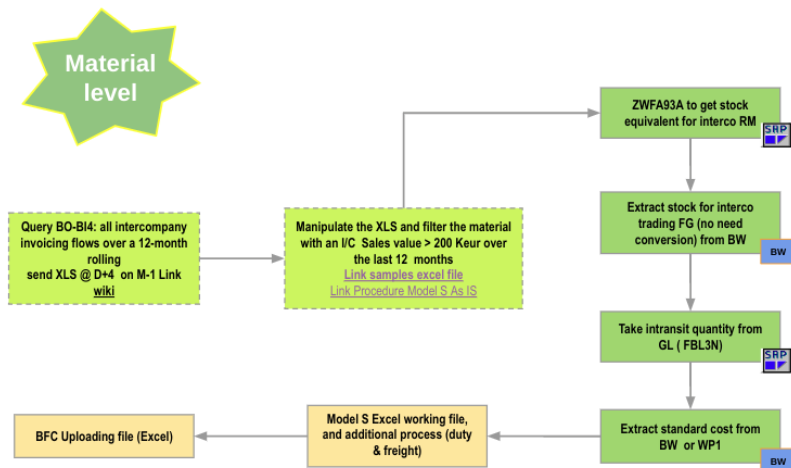 Material
level
ZWFA93A to get stock
equivalent for interco RM
SRP
Query BO-BI4: all intercompany
invoicing flows over a 12-month
rolling
send XLS @ D+4 on M-1 Link
wiki
Manipulate the XLS and filter the material
with an I/C Sales value > 200 Keur over
the last 12 months
Link samples excel file
Link Procedure Model S As IS
Extract stock for interco
trading FG (no need
conversion) from BW
BW
Take intransit quantity from
GL ( FBL3N)
SRP
BFC Uploading file (Excel)
Model S Excel working file,
and additional process (duty
& freight)
Extract standard cost from
BW or WP1
BW